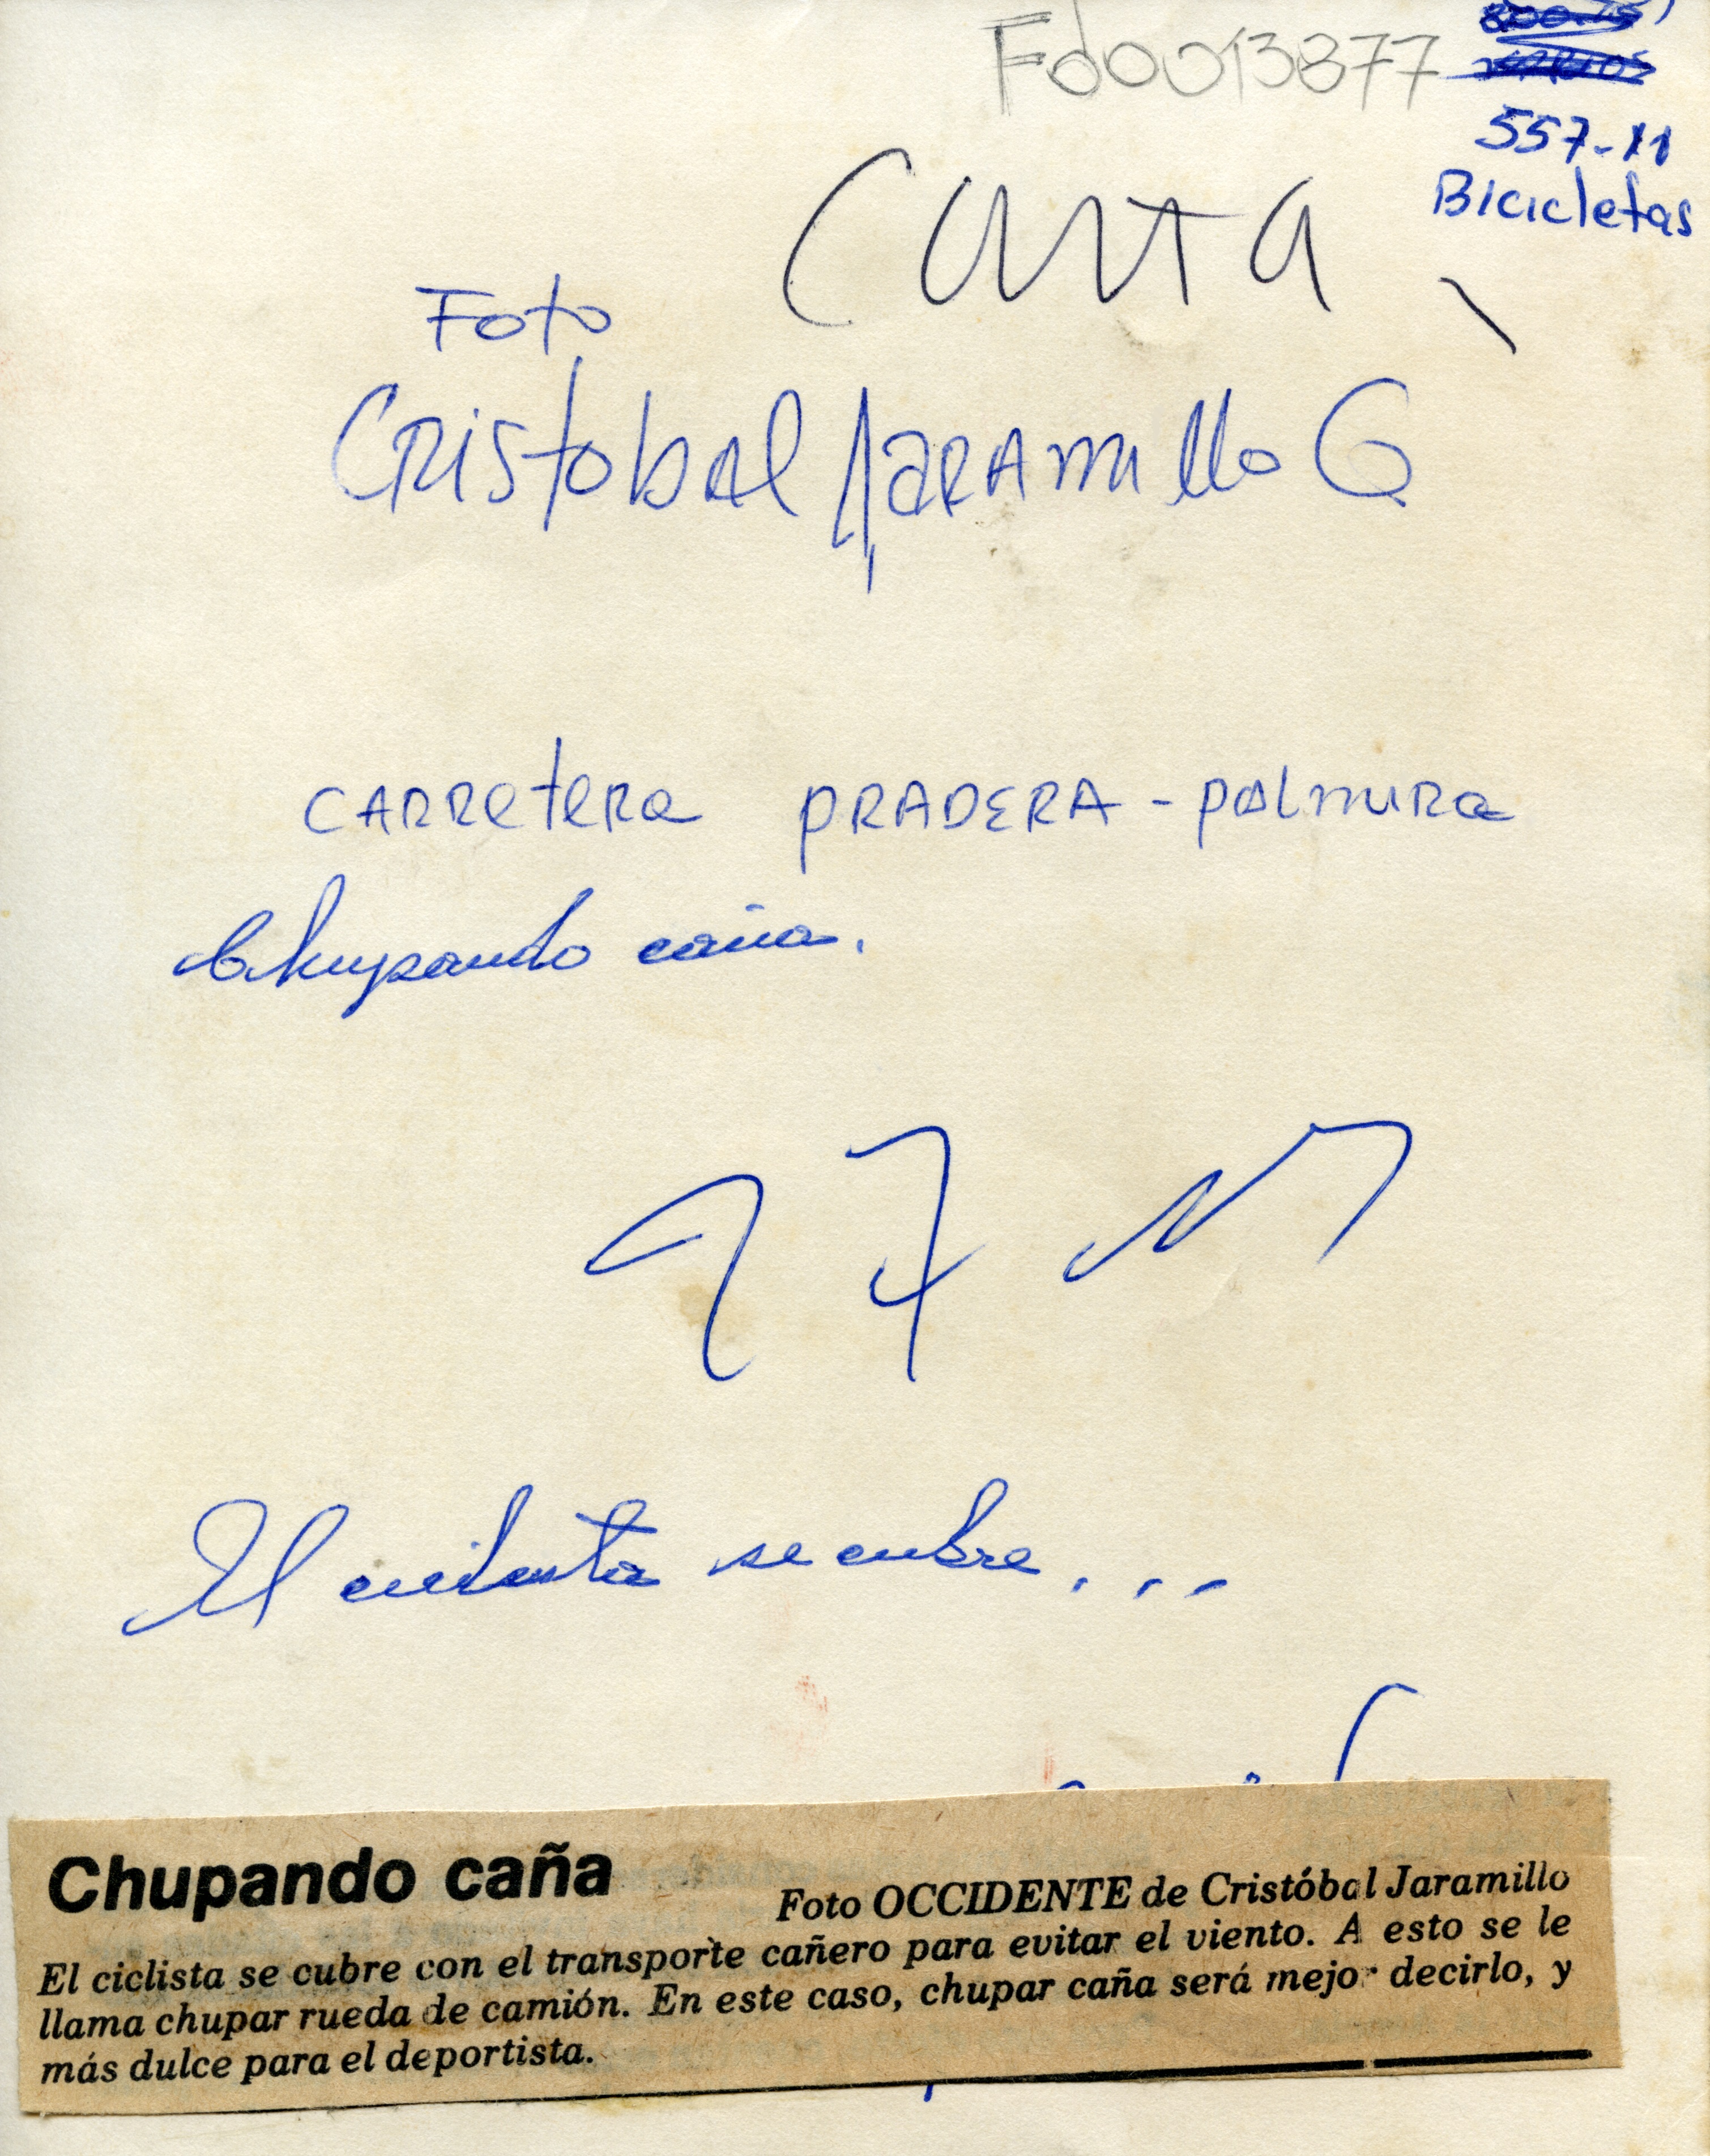 Fd0013877
557-11
Bicicletas
Carta
Foto
Cristobal Jaramillo G
CARRetera PRADERA - Palmira
Chupando caña.
El ciclista se cubre...
Chupando caña
Foto OCCIDENTE de Cristóbal Jaramillo
El ciclista se cubre con el transporte cañero para evitar el viento. A esto se le
llama chupar rueda de camión. En este caso, chupar caña será mejor decirlo, y
más dulce para el deportista.